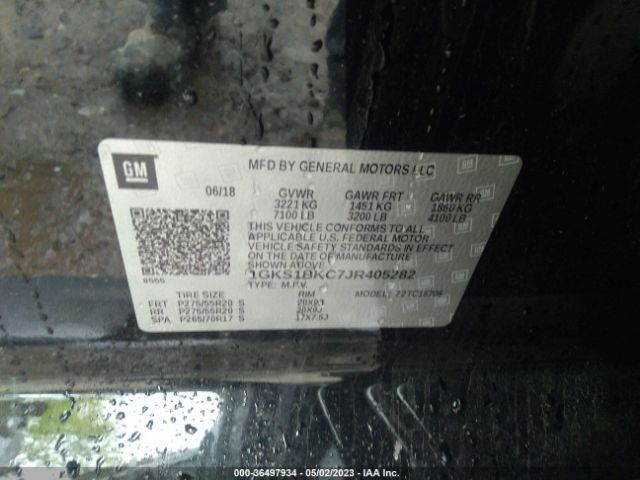 GM
MFD BY GENERAL MOTORS LLC
06/18 GVWR GAWR FRT GAWR RR
3221 KG 1451 KG 1860 KG
7100 LB 3200 LB 4100 LB
THIS VEHICLE CONFORMS TO ALL
APPLICABLE U.S. FEDERAL MOTOR
VEHICLE SAFETY STANDARDS IN EFFECT
ON THE DATE OF MANUFACTURE
SHOWN ABOVE
1GKS1BKC7JR405282
8555 TYPE: M.P.V.
TIRE SIZE RIM MODEL:
FRT P275/55R20 S 20X9J
RR P275/55R20 S 20X9J
SPA P265/70R17 S 17X7.5J
000-36497934 - 05/02/2023 - IAA Inc.